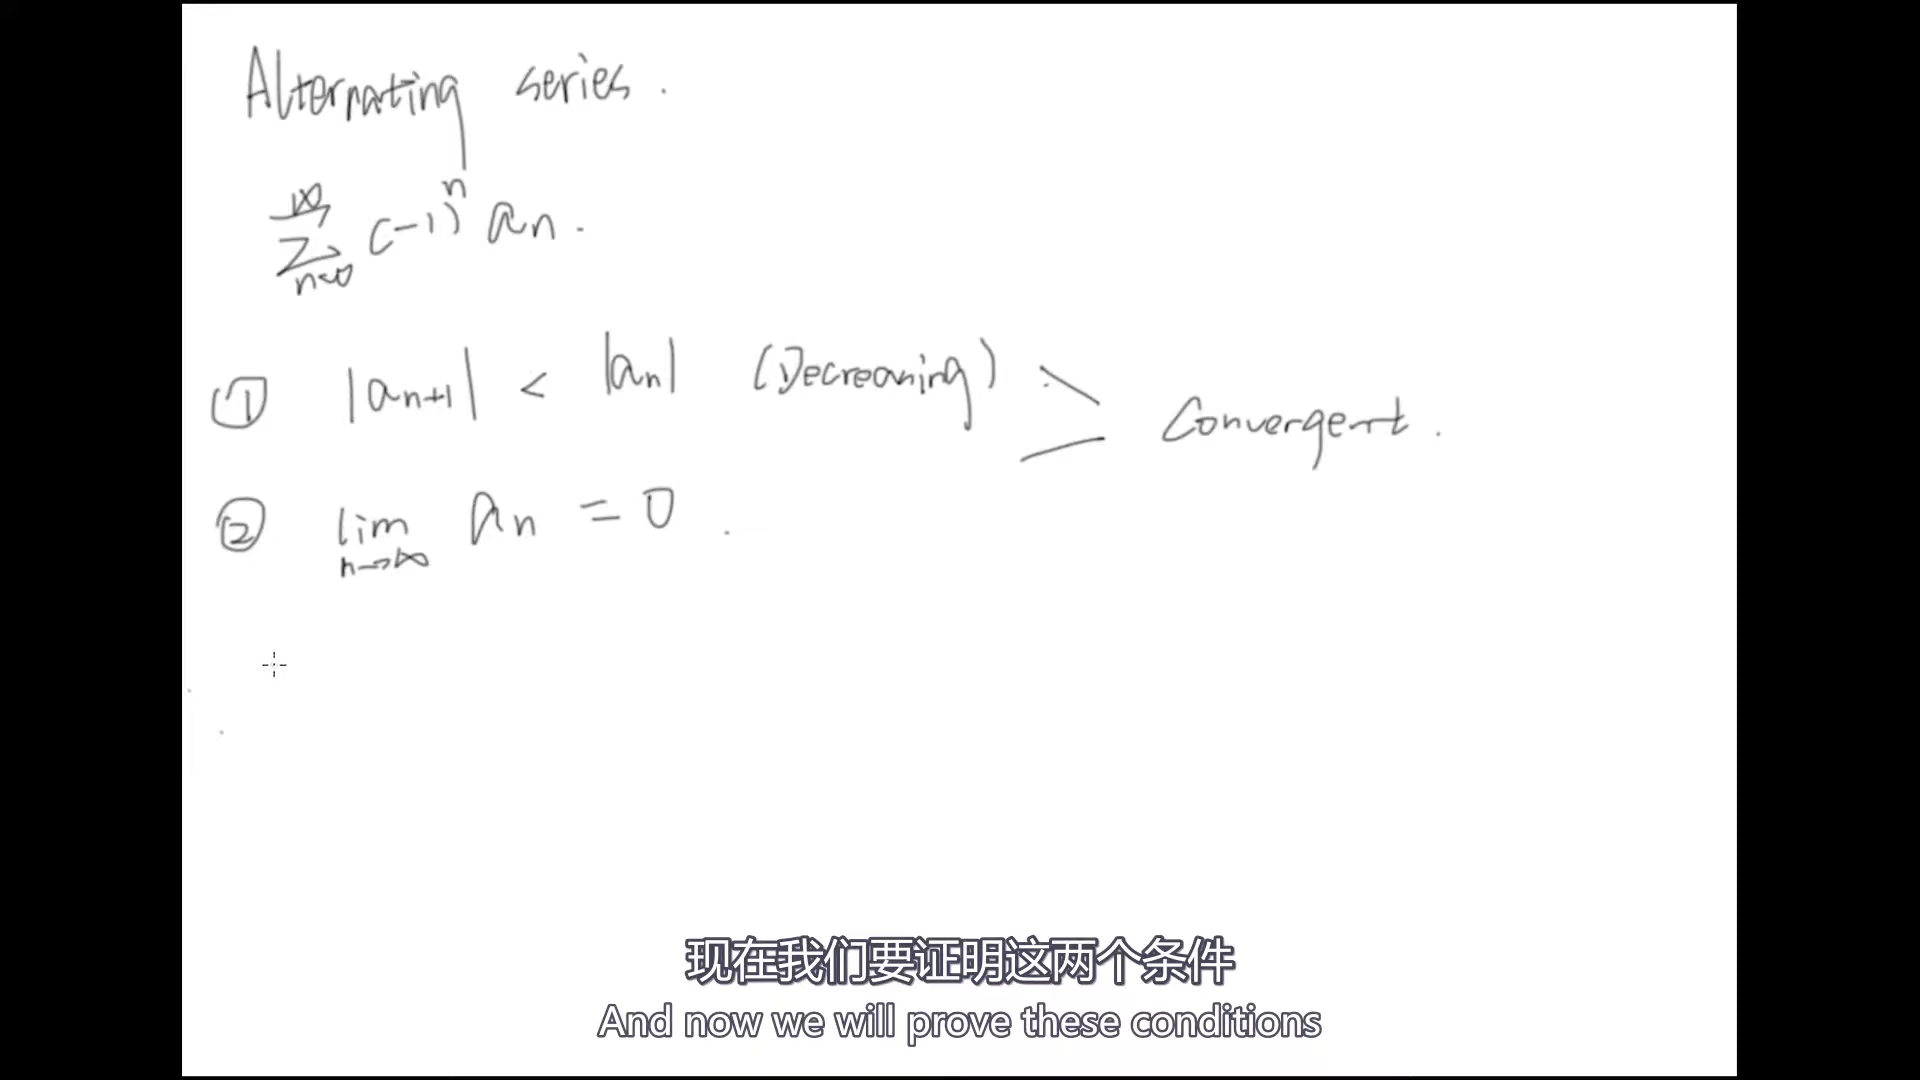 Alternating series.
∞
∑ (-1)ⁿ aₙ.
n=0
① |aₙ₊₁| < |aₙ| (Decreasing)
> Convergent.
② lim aₙ = 0.
n→∞
现在我们要证明这两个条件
And now we will prove these conditions